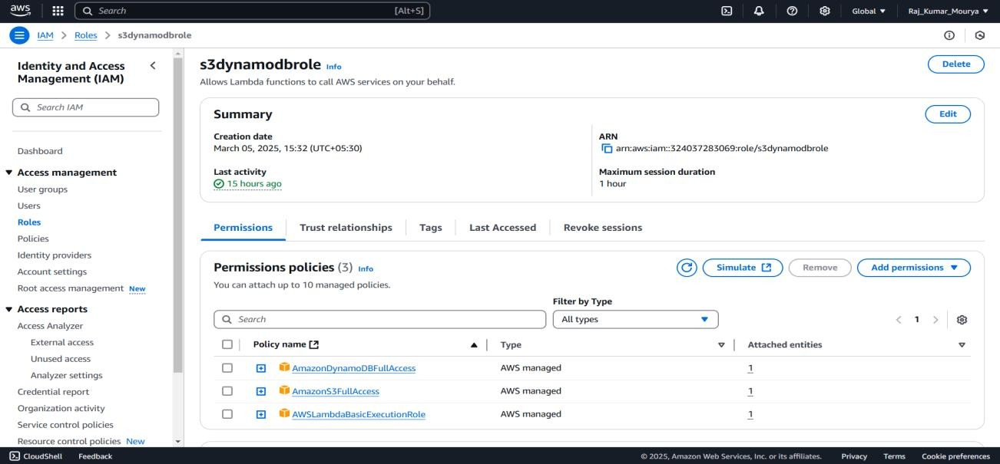 aws
Search [Alt+S] Global Raj_Kumar_Mourya
IAM Roles s3dynamodbrole
Identity and Access
Management (IAM)
Search IAM
Dashboard
Access management
User groups
Users
Roles
Policies
Identity providers
Account settings
Root access management New
Access reports
Access Analyzer
External access
Unused access
Analyzer settings
Credential report
Organization activity
Service control policies
Resource control policies New
s3dynamodbrole Info
Delete
Allows Lambda functions to call AWS services on your behalf.
Summary
Edit
Creation date
March 05, 2025, 15:32 (UTC+05:30)
Last activity
15 hours ago
ARN
arn:aws:iam::324037283069:role/s3dynamodbrole
Maximum session duration
1 hour
Permissions Trust relationships Tags Last Accessed Revoke sessions
Permissions policies (3) Info
Simulate Remove Add permissions
You can attach up to 10 managed policies.
Filter by Type
Search All types 1
Policy name Type Attached entities
AmazonDynamoDBFullAccess AWS managed 1
AmazonS3FullAccess AWS managed 1
AWSLambdaBasicExecutionRole AWS managed 1
CloudShell Feedback © 2025, Amazon Web Services, Inc. or its affiliates. Privacy Terms Cookie preferences